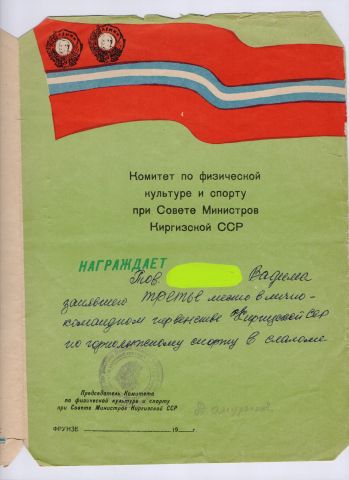 Комитет по физической
культуре и спорту
при Совете Министров
Киргизской ССР
НАГРАЖДАЕТ
Тов. Вадима
занявшего третье место в лично-
командном первенстве Киргизской ССР
по горнолыжному спорту в слаломе
Председатель Комитета
по физической культуре и спорту
при Совете Министров Киргизской ССР
ФРУНЗЕ 19 г.